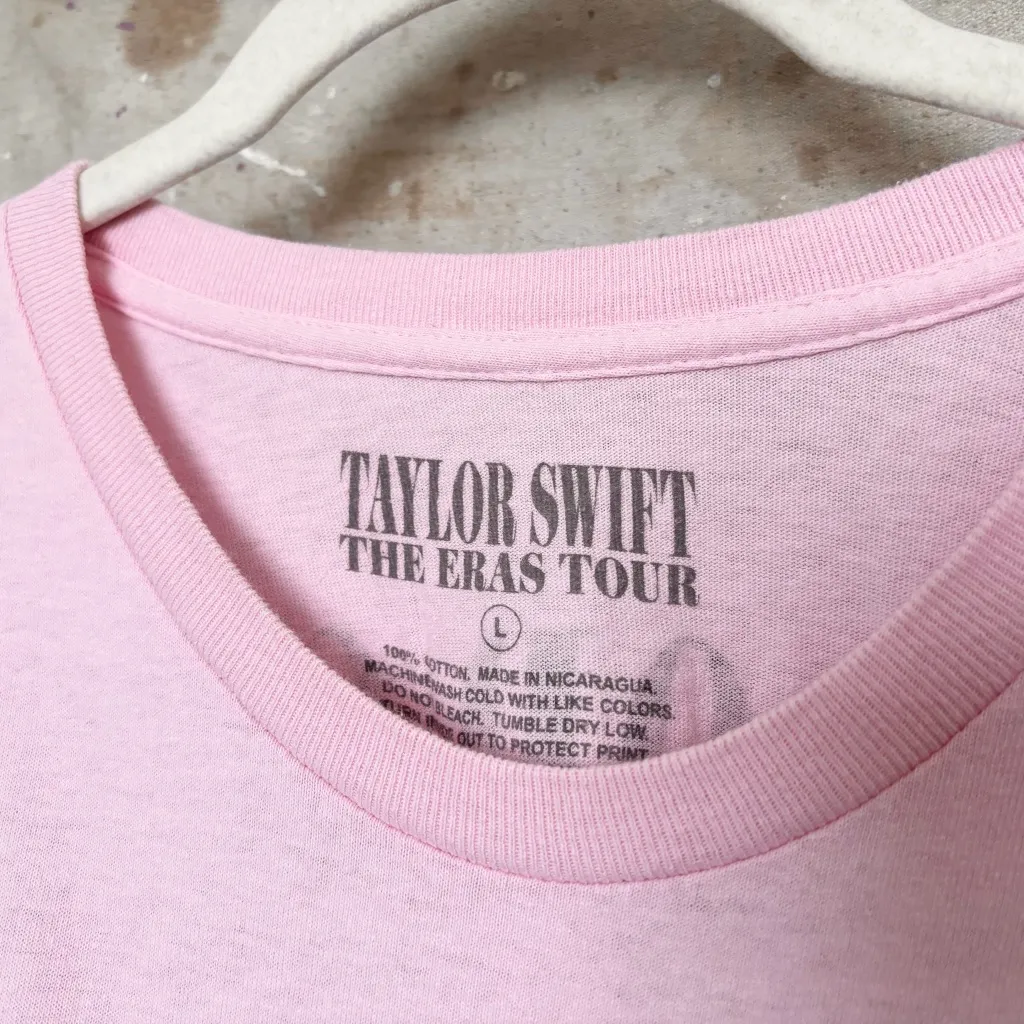 TAYLOR SWIFT
THE ERAS TOUR
L
100% COTTON. MADE IN NICARAGUA.
MACHINE WASH COLD WITH LIKE COLORS.
DO NO BLEACH. TUMBLE DRY LOW.
TURN INSIDE OUT TO PROTECT PRINT